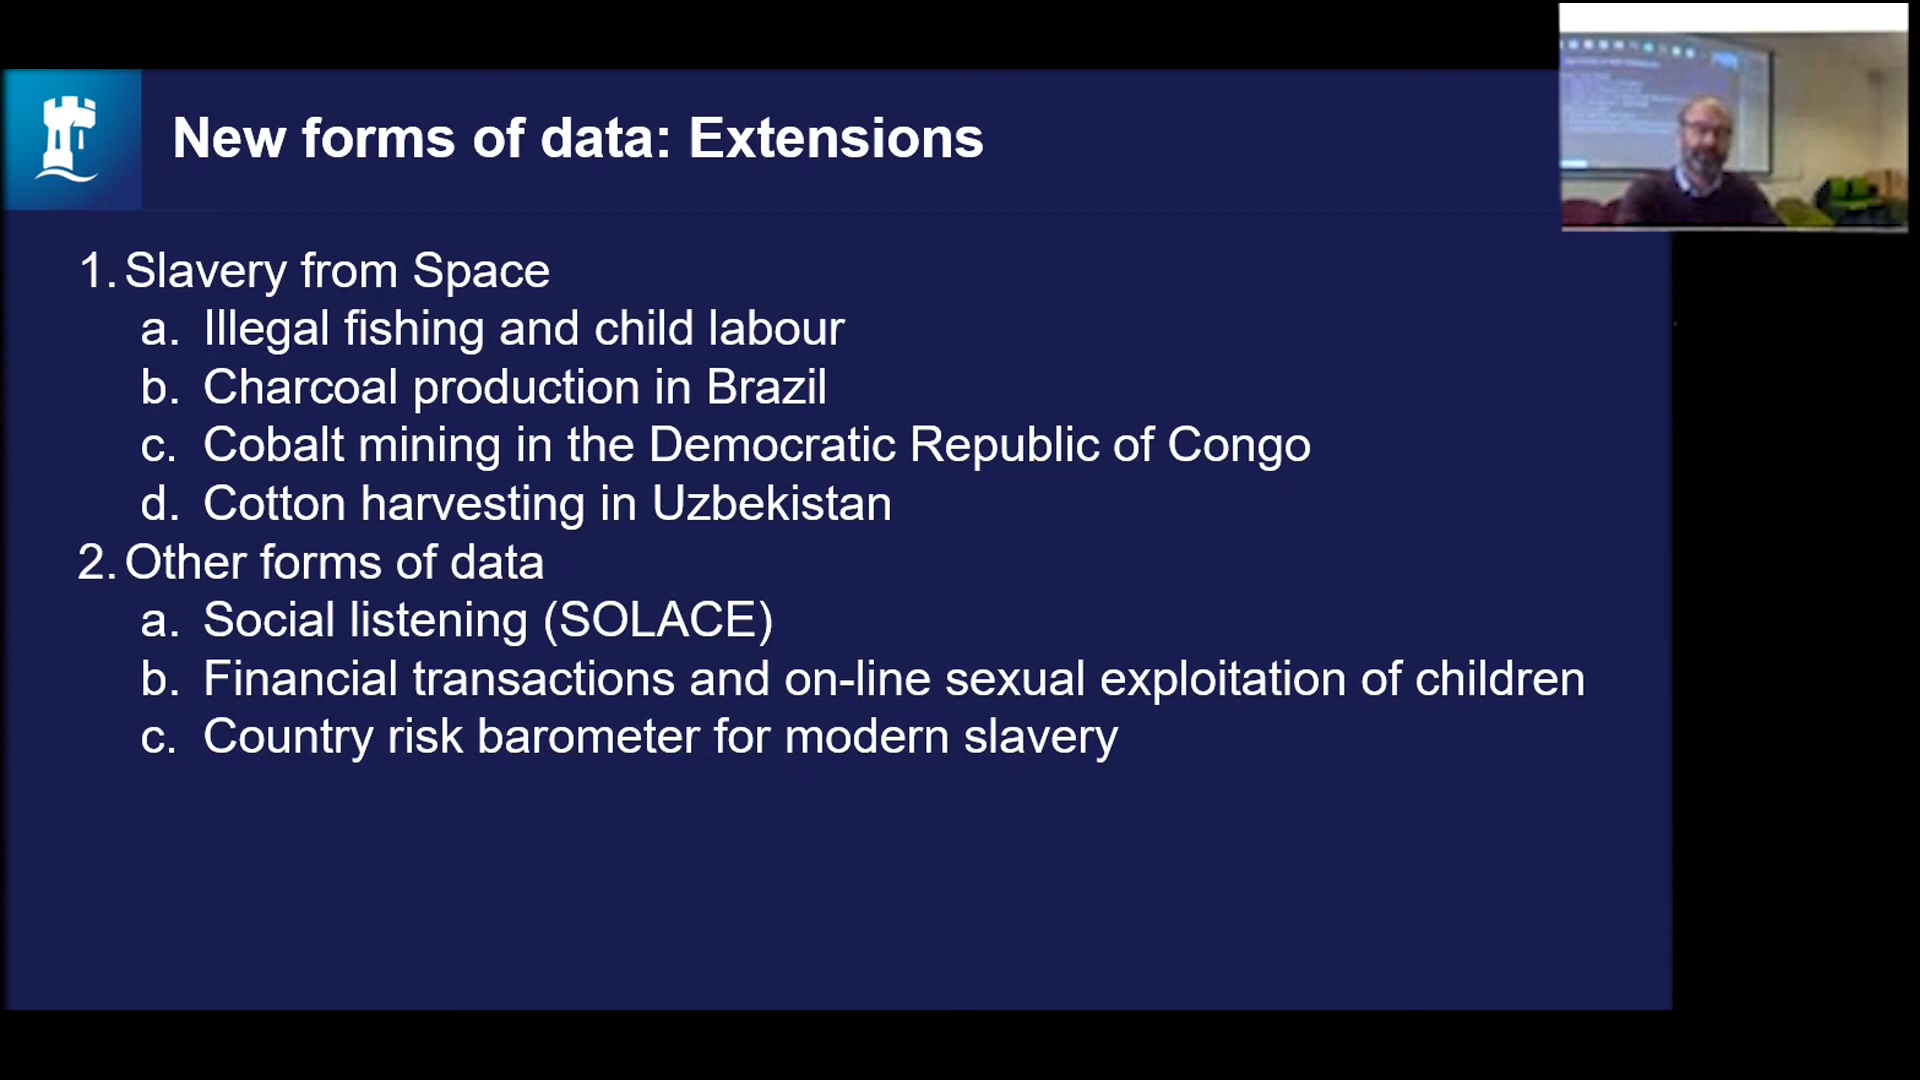 New forms of data: Extensions
1. Slavery from Space
a. Illegal fishing and child labour
b. Charcoal production in Brazil
c. Cobalt mining in the Democratic Republic of Congo
d. Cotton harvesting in Uzbekistan
2. Other forms of data
a. Social listening (SOLACE)
b. Financial transactions and on-line sexual exploitation of children
c. Country risk barometer for modern slavery